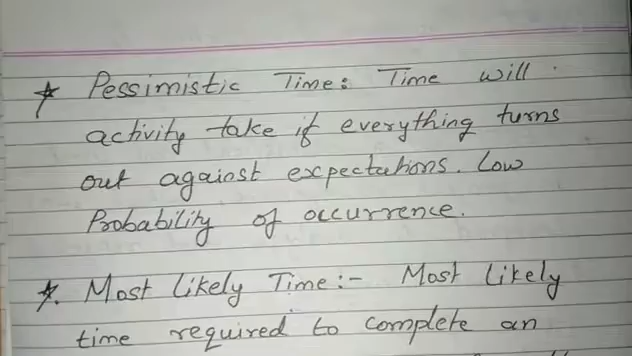 * Pessimistic Time: Time will
activity take if everything turns
out against expectations. Low
Probability of occurrence.
*. Most likely Time:- Most likely
time required to complete an